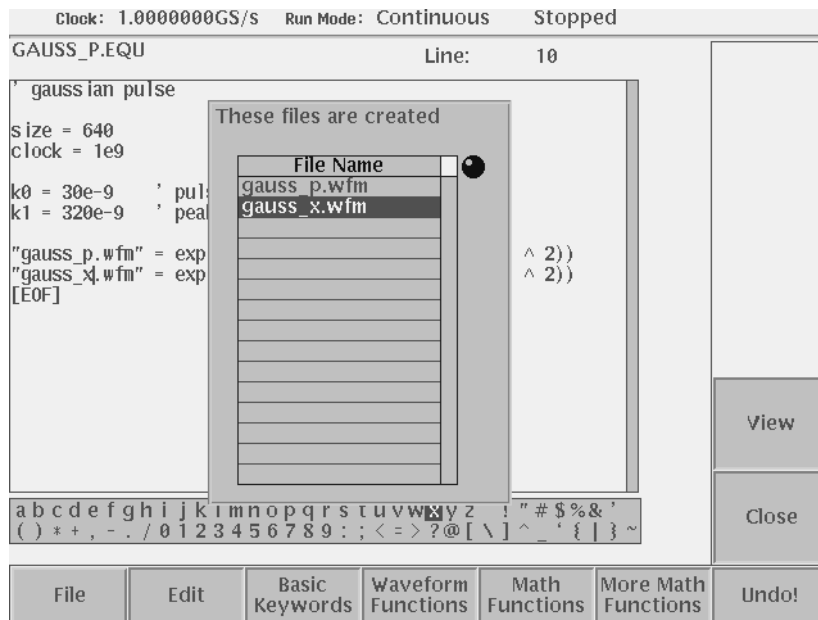 Clock: 1.0000000GS/s Run Mode: Continuous Stopped
GAUSS_P.EQU Line: 10
' gaussian pulse
size = 640
clock = 1e9
k0 = 30e-9 ' puls
k1 = 320e-9 ' peak
"gauss_p.wfm" = exp ^ 2))
"gauss_x.wfm" = exp ^ 2))
[EOF]
These files are created
File Name
gauss_p.wfm
gauss_x.wfm
View
Close
a b c d e f g h i j k l m n o p q r s t u v w x y z ! " # $ % & '
( ) * + , - . / 0 1 2 3 4 5 6 7 8 9 : ; < = > ? @ [ \ ] ^ _ ‘ { | } ~
File
Edit
Basic Keywords
Waveform Functions
Math Functions
More Math Functions
Undo!